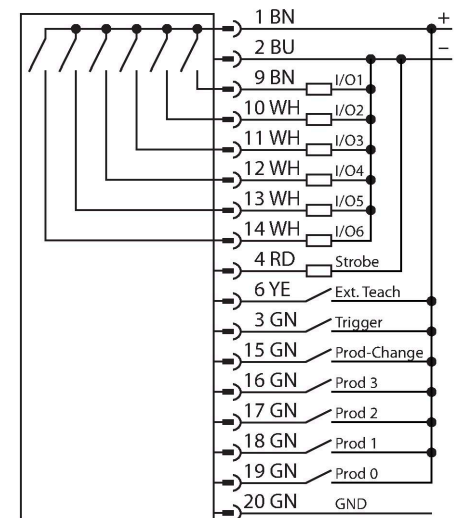 1 BN +
2 BU −
9 BN I/O1
10 WH I/O2
11 WH I/O3
12 WH I/O4
13 WH I/O5
14 WH I/O6
4 RD Strobe
6 YE Ext. Teach
3 GN Trigger
15 GN Prod-Change
16 GN Prod 3
17 GN Prod 2
18 GN Prod 1
19 GN Prod 0
20 GN GND